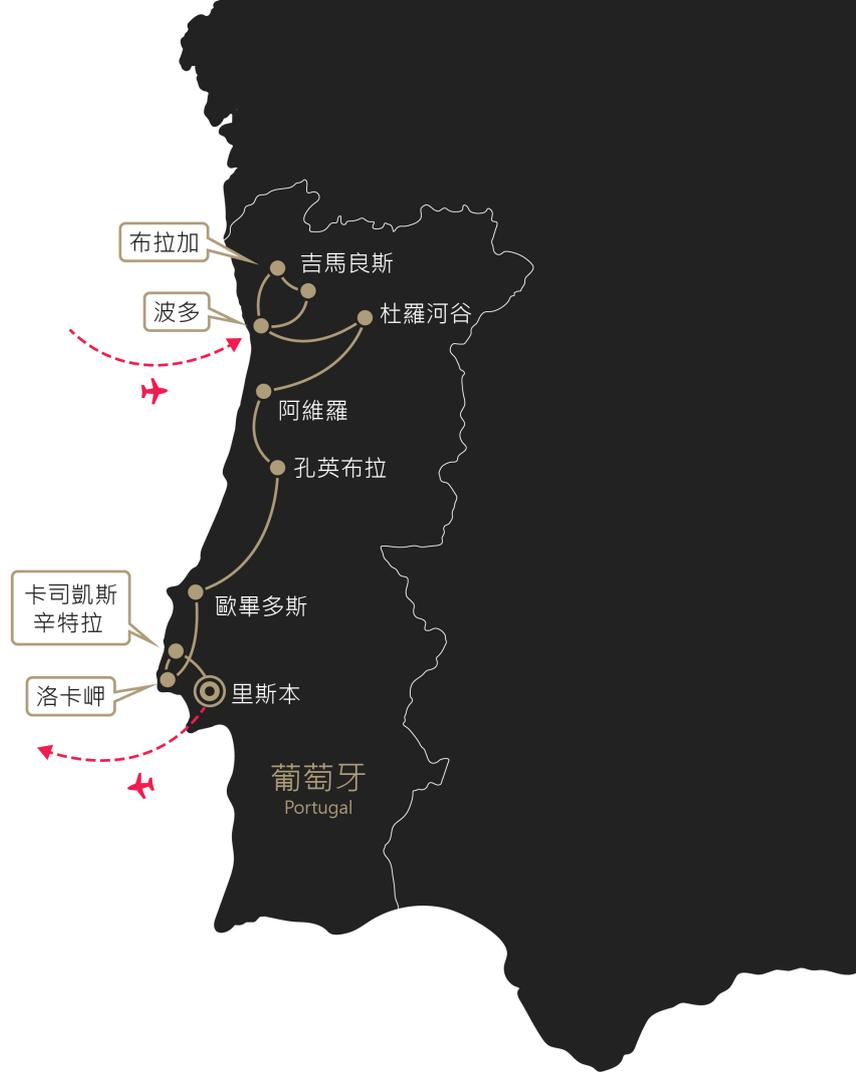 布拉加
吉馬良斯
波多
杜羅河谷
阿維羅
孔英布拉
卡司凱斯
辛特拉
歐畢多斯
洛卡岬
里斯本
葡萄牙
Portugal